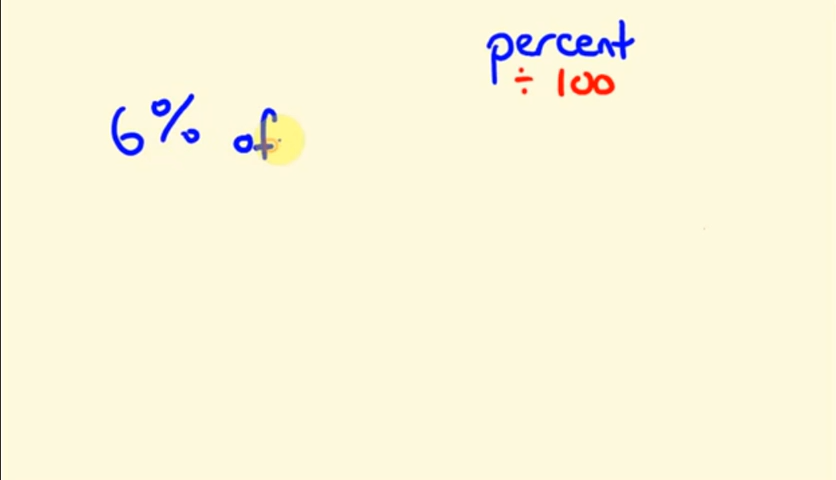 percent
÷ 100
6% of